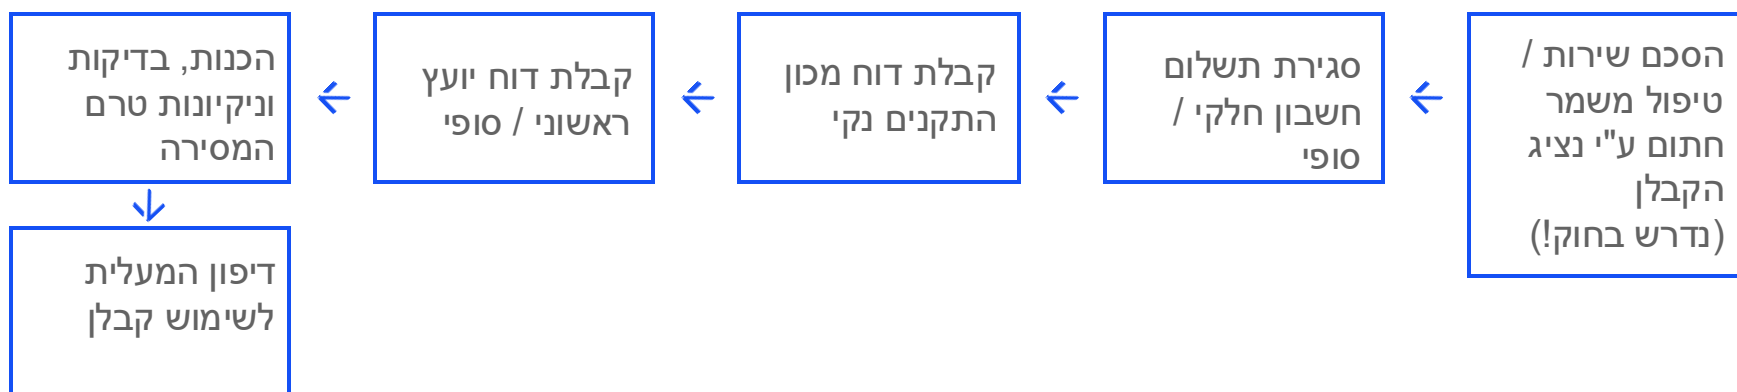 הסכם שירות /
טיפול משמר
חתום ע"י נציג
הקבלן
(נדרש בחוק!)
סגירת תשלום
חשבון חלקי /
סופי
קבלת דוח מכון
התקנים נקי
קבלת דוח יועץ
ראשוני / סופי
הכנות, בדיקות
וניקיונות טרם
המסירה
דיפון המעלית
לשימוש קבלן